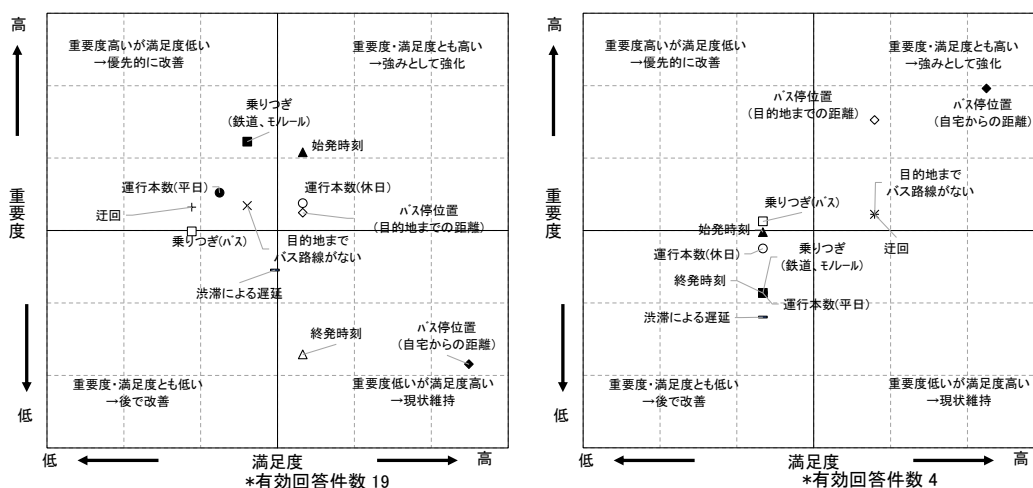 高
重要度高いが満足度低い
→優先的に改善
重要度・満足度とも高い
→強みとして強化
乗りつぎ
(鉄道、モノレール)
始発時刻
運行本数(平日)
運行本数(休日)
迂回
バス停位置
(目的地までの距離)
乗りつぎ(バス)
目的地まで
バス路線がない
渋滞による遅延
終発時刻
バス停位置
(自宅からの距離)
重要度・満足度とも低い
→後で改善
重要度低いが満足度高い
→現状維持
重要度
低
低
満足度
高
*有効回答件数 19
高
重要度高いが満足度低い
→優先的に改善
重要度・満足度とも高い
→強みとして強化
バス停位置
(目的地までの距離)
バス停位置
(自宅からの距離)
目的地まで
バス路線がない
乗りつぎ(バス)
始発時刻
運行本数(休日)
乗りつぎ
(鉄道、モノレール)
迂回
終発時刻
運行本数(平日)
渋滞による遅延
重要度・満足度とも低い
→後で改善
重要度低いが満足度高い
→現状維持
重要度
低
低
満足度
高
*有効回答件数 4